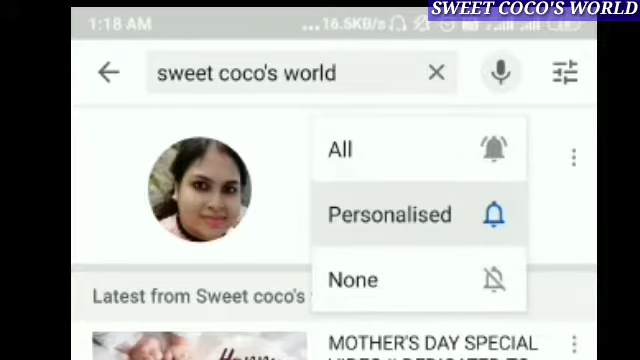 SWEET COCO'S WORLD
1:18 AM ...16.5KB/s
sweet coco's world
All
Personalised
None
Latest from Sweet coco's
MOTHER'S DAY SPECIAL
Happy